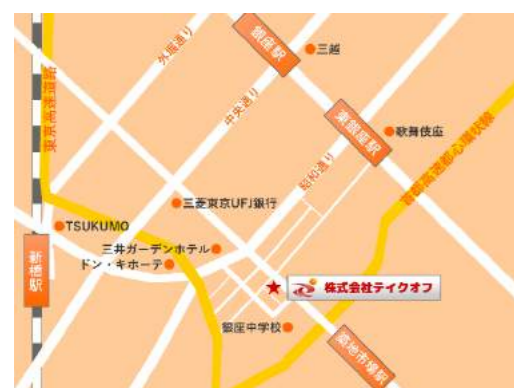 銀座駅
三越
外堀通り
東京高速道路
中央通り
東銀座駅
歌舞伎座
昭和通り
首都高速都心環状線
三菱東京UFJ銀行
TSUKUMO
三井ガーデンホテル
ドン・キホーテ
新橋駅
株式会社テイクオフ
銀座中学校
築地市場駅